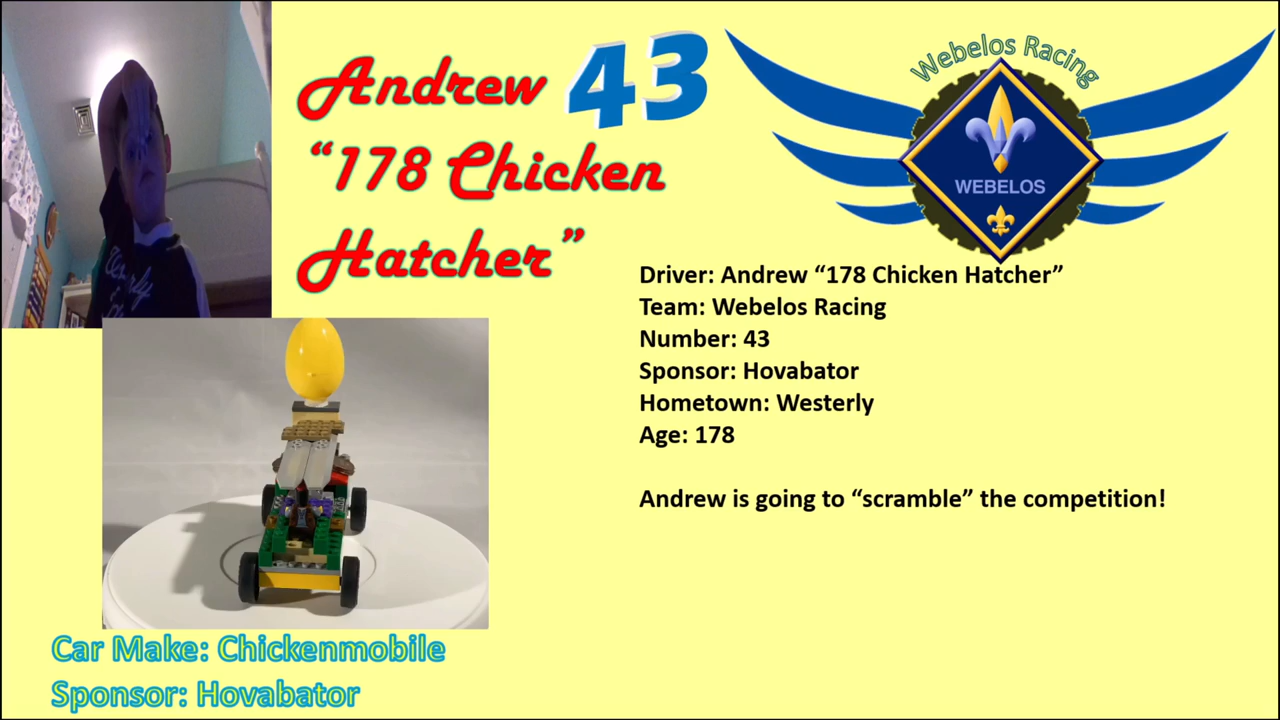 Andrew 43
“178 Chicken
Hatcher”
Webelos Racing
WEBELOS
Driver: Andrew “178 Chicken Hatcher”
Team: Webelos Racing
Number: 43
Sponsor: Hovabator
Hometown: Westerly
Age: 178
Andrew is going to “scramble” the competition!
Car Make: Chickenmobile
Sponsor: Hovabator